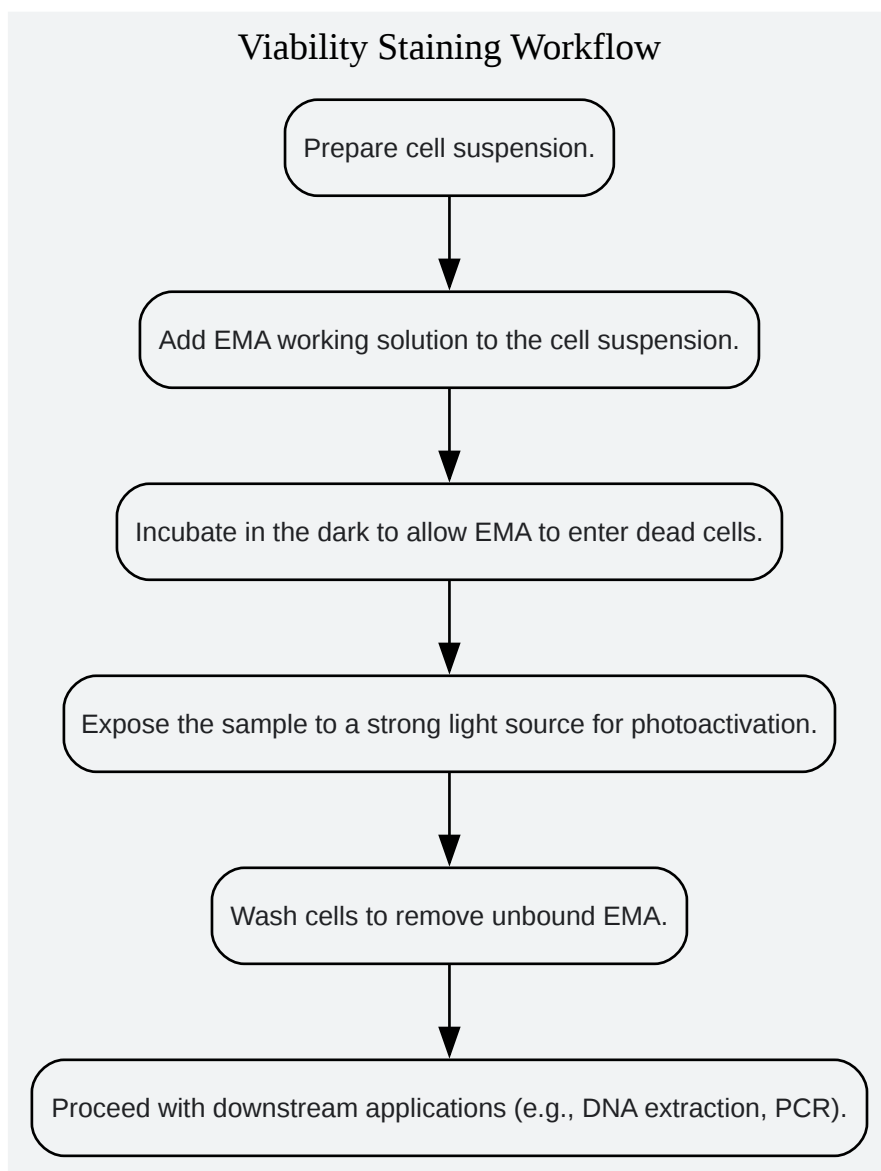 Viability Staining Workflow
Prepare cell suspension.
Add EMA working solution to the cell suspension.
Incubate in the dark to allow EMA to enter dead cells.
Expose the sample to a strong light source for photoactivation.
Wash cells to remove unbound EMA.
Proceed with downstream applications (e.g., DNA extraction, PCR).